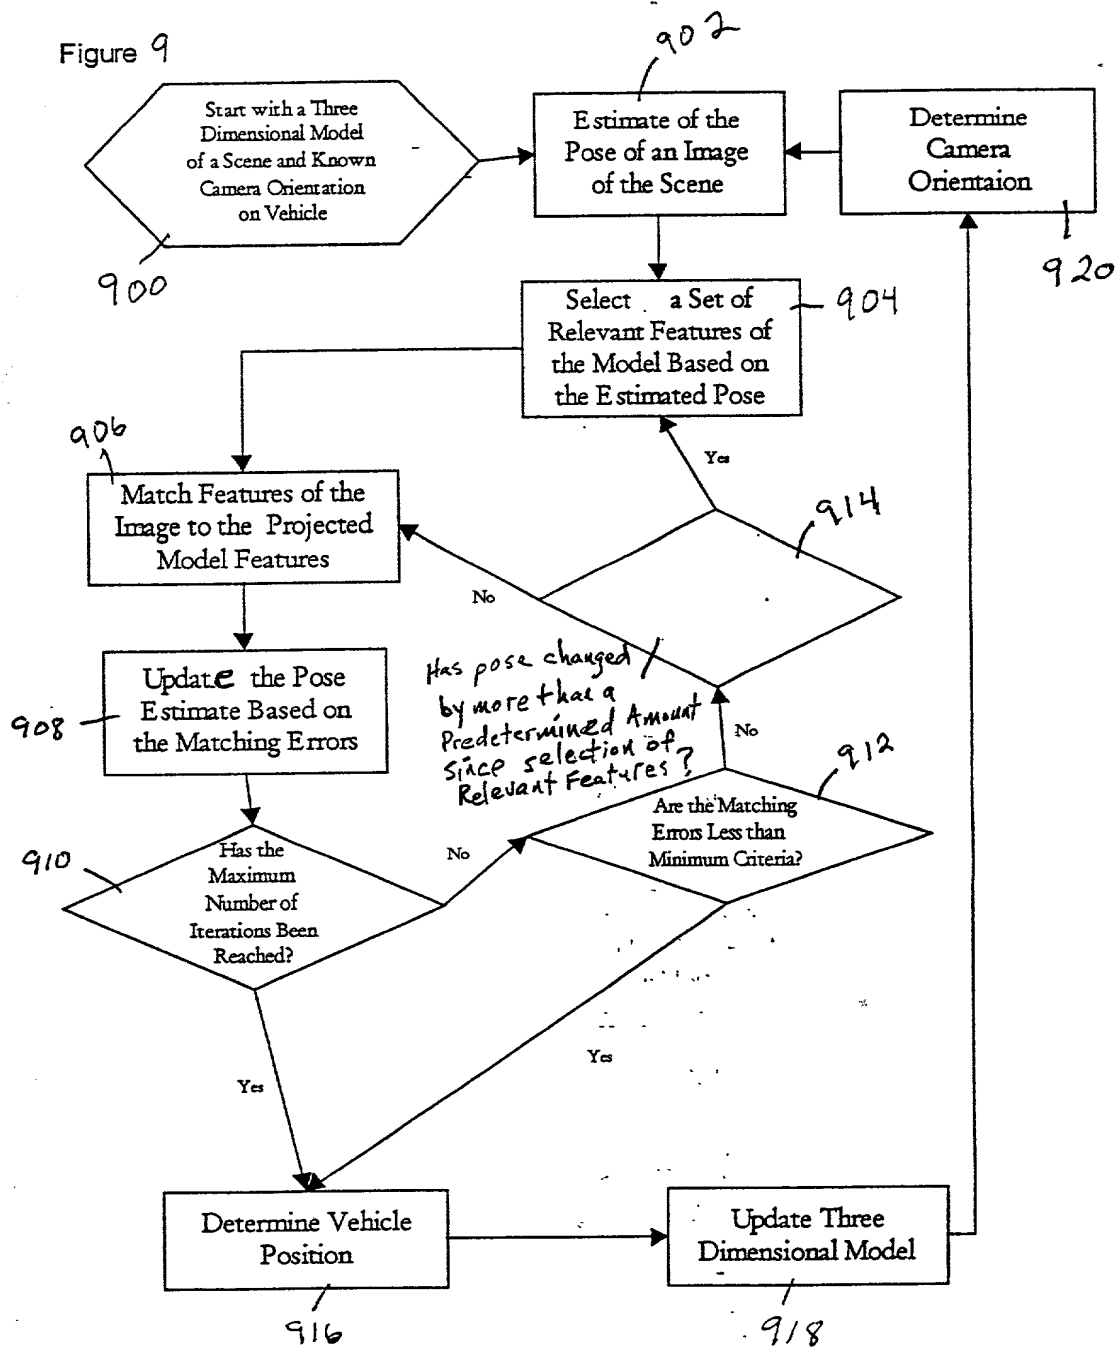 Figure 9
902
Start with a Three
Dimensional Model
of a Scene and Known
Camera Orientation
on Vehicle
900
Estimate of the
Pose of an Image
of the Scene
Determine
Camera
Orientaion
920
Select a Set of
Relevant Features of
the Model Based on
the Estimated Pose
904
906
Match Features of the
Image to the Projected
Model Features
Yes
914
No
Has pose changed
by more than a
Predetermined Amount
since selection of
Relevant Features?
Update the Pose
Estimate Based on
the Matching Errors
908
No
912
Are the Matching
Errors Less than
Minimum Criteria?
910
Has the
Maximum
Number of
Iterations Been
Reached?
No
Yes
Yes
Determine Vehicle
Position
916
Update Three
Dimensional Model
918